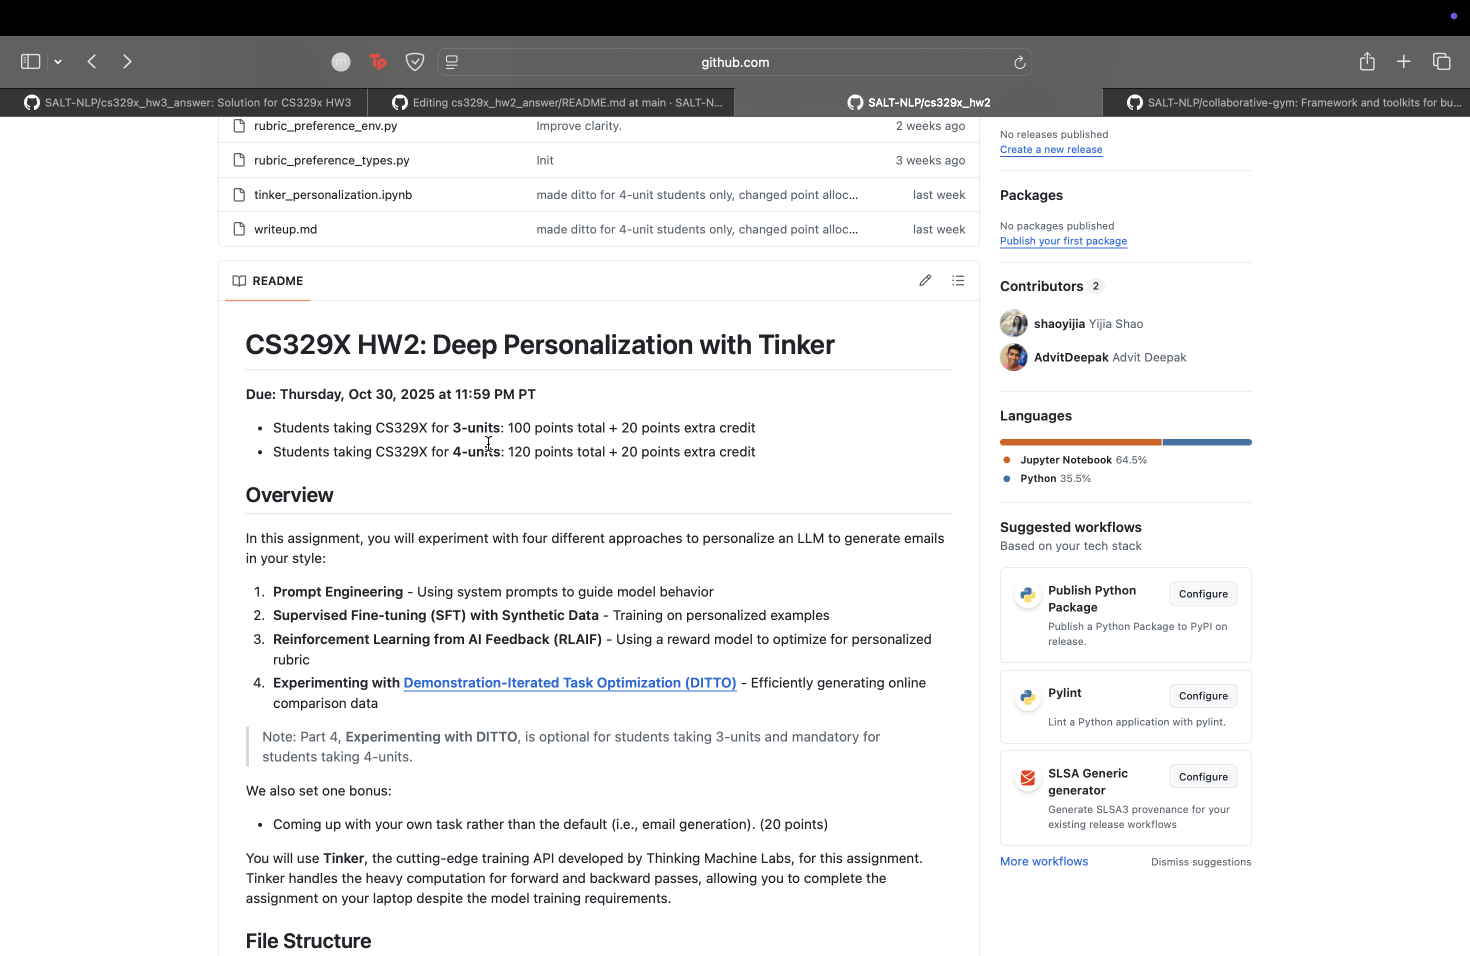 github.com
SALT-NLP/cs329x_hw3_answer: Solution for CS329X HW3
Editing cs329x_hw2_answer/README.md at main · SALT-N...
SALT-NLP/cs329x_hw2
SALT-NLP/collaborative-gym: Framework and toolkits for bu...
rubric_preference_env.py Improve clarity. 2 weeks ago
rubric_preference_types.py Init 3 weeks ago
tinker_personalization.ipynb made ditto for 4-unit students only, changed point alloc... last week
writeup.md made ditto for 4-unit students only, changed point alloc... last week
README
CS329X HW2: Deep Personalization with Tinker
Due: Thursday, Oct 30, 2025 at 11:59 PM PT
• Students taking CS329X for 3-units: 100 points total + 20 points extra credit
• Students taking CS329X for 4-units: 120 points total + 20 points extra credit
Overview
In this assignment, you will experiment with four different approaches to personalize an LLM to generate emails
in your style:
1. Prompt Engineering - Using system prompts to guide model behavior
2. Supervised Fine-tuning (SFT) with Synthetic Data - Training on personalized examples
3. Reinforcement Learning from AI Feedback (RLAIF) - Using a reward model to optimize for personalized
rubric
4. Experimenting with Demonstration-Iterated Task Optimization (DITTO) - Efficiently generating online
comparison data
Note: Part 4, Experimenting with DITTO, is optional for students taking 3-units and mandatory for
students taking 4-units.
We also set one bonus:
• Coming up with your own task rather than the default (i.e., email generation). (20 points)
You will use Tinker, the cutting-edge training API developed by Thinking Machine Labs, for this assignment.
Tinker handles the heavy computation for forward and backward passes, allowing you to complete the
assignment on your laptop despite the model training requirements.
File Structure
No releases published
Create a new release
Packages
No packages published
Publish your first package
Contributors 2
shaoyijia Yijia Shao
AdvitDeepak Advit Deepak
Languages
Jupyter Notebook 64.5%
Python 35.5%
Suggested workflows
Based on your tech stack
Publish Python
Package
Configure
Publish a Python Package to PyPI on
release.
Pylint
Configure
Lint a Python application with pylint.
SLSA Generic
generator
Configure
Generate SLSA3 provenance for your
existing release workflows
More workflows Dismiss suggestions